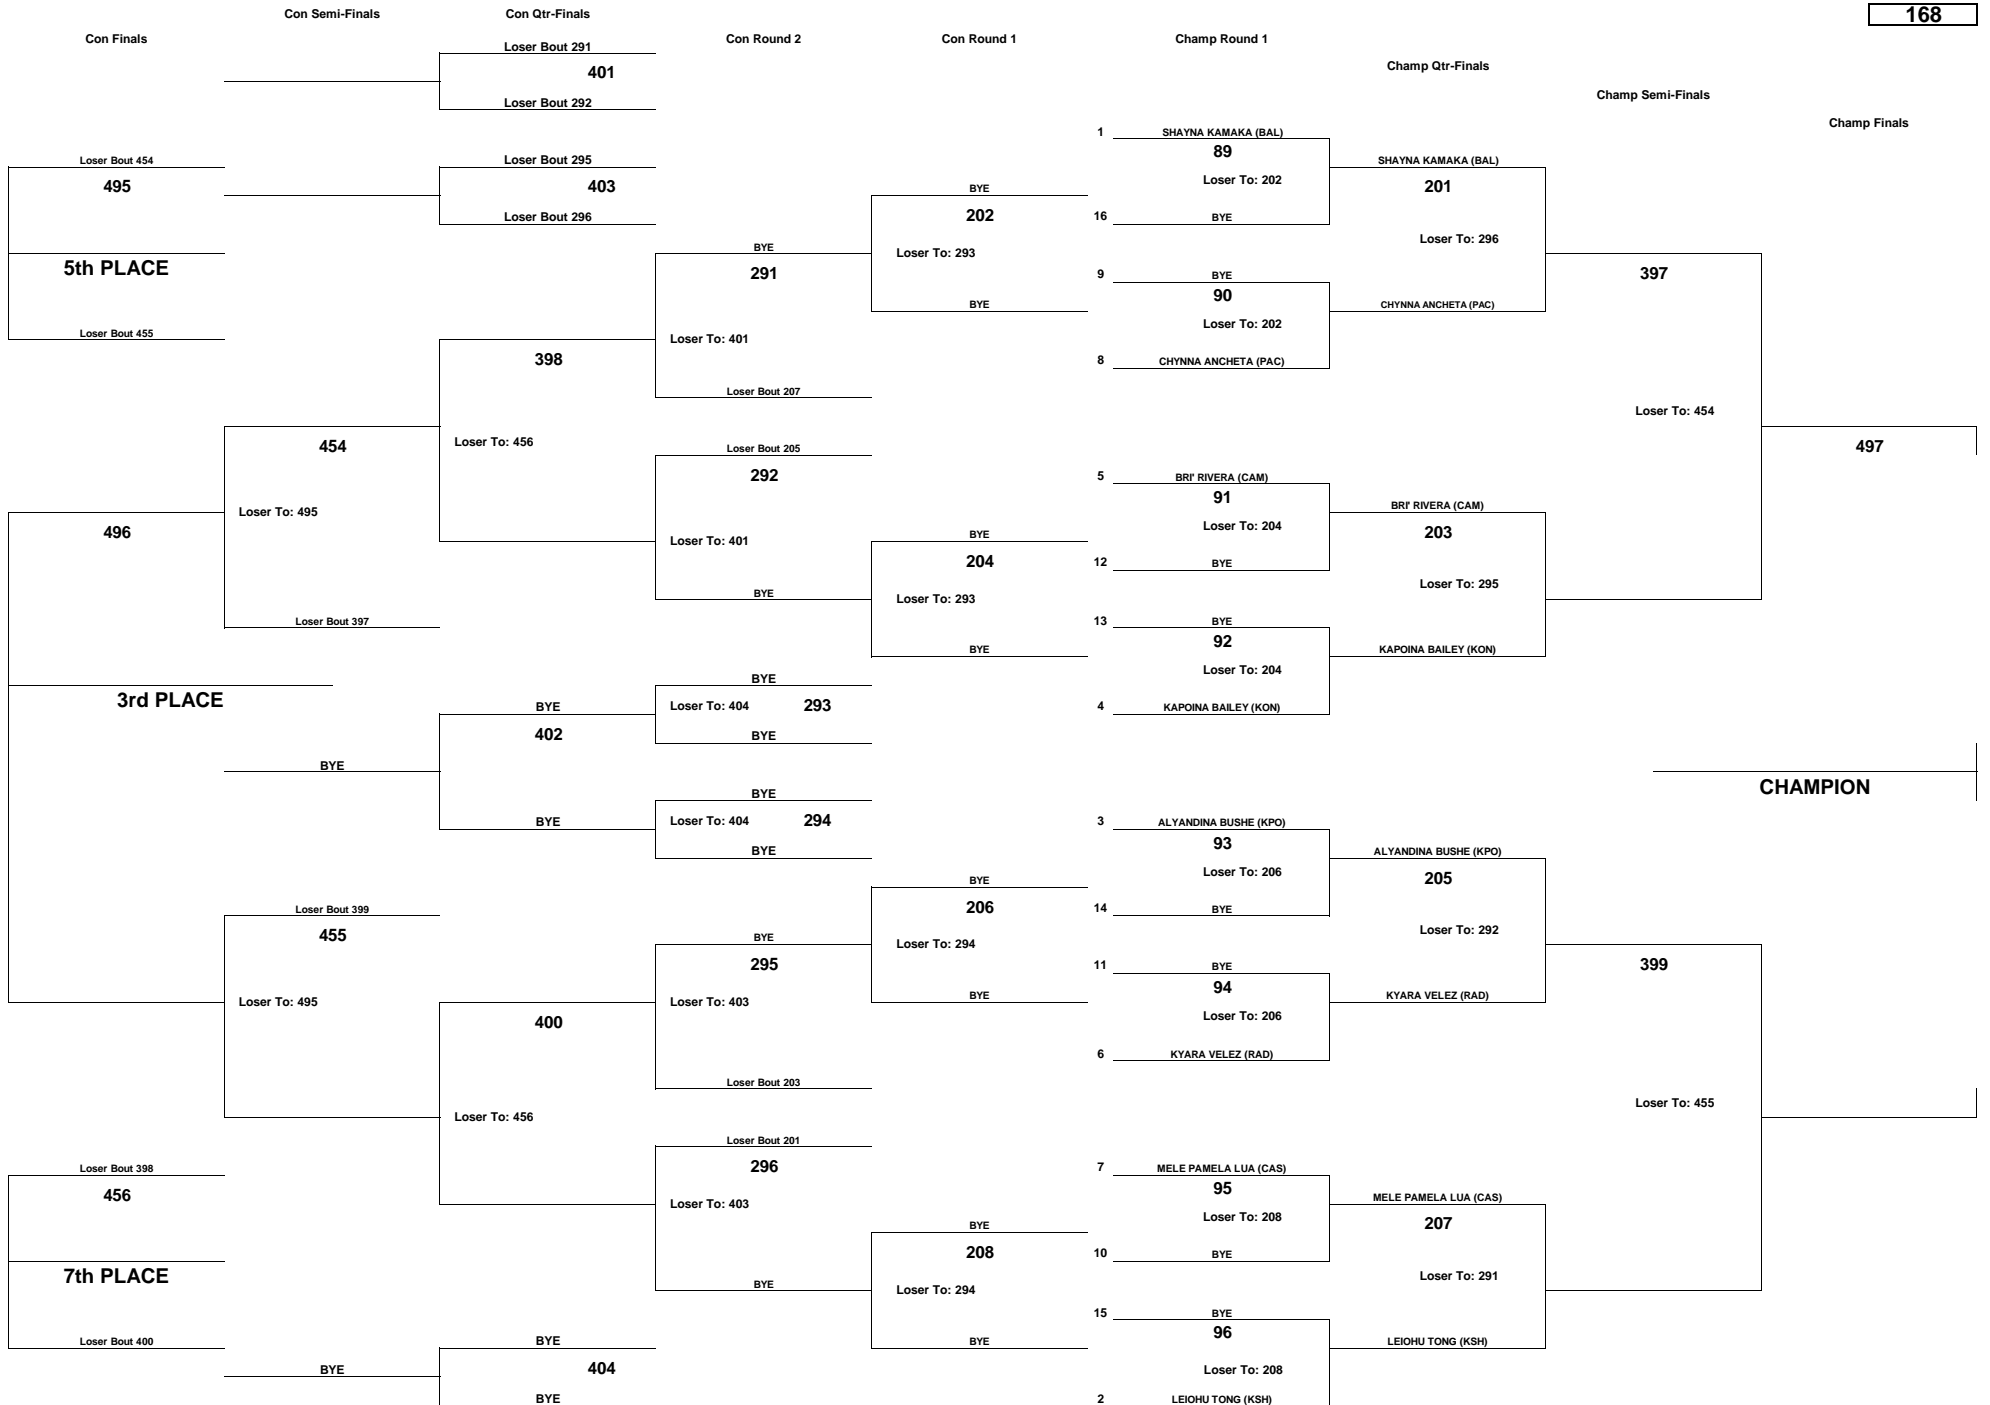 Con Semi-Finals
Con Qtr-Finals
168
Con Finals
Con Round 2
Con Round 1
Champ Round 1
Loser Bout 291
401
Champ Qtr-Finals
Loser Bout 292
Champ Semi-Finals
Champ Finals
1 SHAYNA KAMAKA (BAL)
89
Loser Bout 454
Loser Bout 295
SHAYNA KAMAKA (BAL)
495
403
BYE
Loser To: 202
201
Loser Bout 296
202
16 BYE
Loser To: 296
BYE
Loser To: 293
5th PLACE
291
9 BYE
397
90
BYE
CHYNNA ANCHETA (PAC)
Loser To: 202
Loser Bout 455
Loser To: 401
398
8 CHYNNA ANCHETA (PAC)
Loser Bout 207
Loser To: 454
454
Loser To: 456
Loser Bout 205
497
292
5 BRI' RIVERA (CAM)
91
BRI' RIVERA (CAM)
Loser To: 495
Loser To: 204
496
Loser To: 401
BYE
203
204
12 BYE
Loser To: 295
BYE
Loser To: 293
Loser Bout 397
13 BYE
92
BYE
KAPOINA BAILEY (KON)
Loser To: 204
BYE
3rd PLACE
BYE
Loser To: 404
293
4 KAPOINA BAILEY (KON)
402
BYE
BYE
CHAMPION
BYE
BYE
Loser To: 404
294
3 ALYANDINA BUSHE (KPO)
93
BYE
ALYANDINA BUSHE (KPO)
Loser To: 206
BYE
205
Loser Bout 399
206
14 BYE
455
BYE
Loser To: 294
Loser To: 292
295
11 BYE
399
94
Loser To: 495
Loser To: 403
BYE
KYARA VELEZ (RAD)
400
Loser To: 206
6 KYARA VELEZ (RAD)
Loser Bout 203
Loser To: 456
Loser To: 455
Loser Bout 201
Loser Bout 398
296
7 MELE PAMELA LUA (CAS)
456
95
MELE PAMELA LUA (CAS)
Loser To: 403
Loser To: 208
BYE
207
208
10 BYE
7th PLACE
BYE
Loser To: 294
Loser To: 291
15 BYE
96
Loser Bout 400
BYE
BYE
LEIOHU TONG (KSH)
BYE
404
Loser To: 208
BYE
2 LEIOHU TONG (KSH)